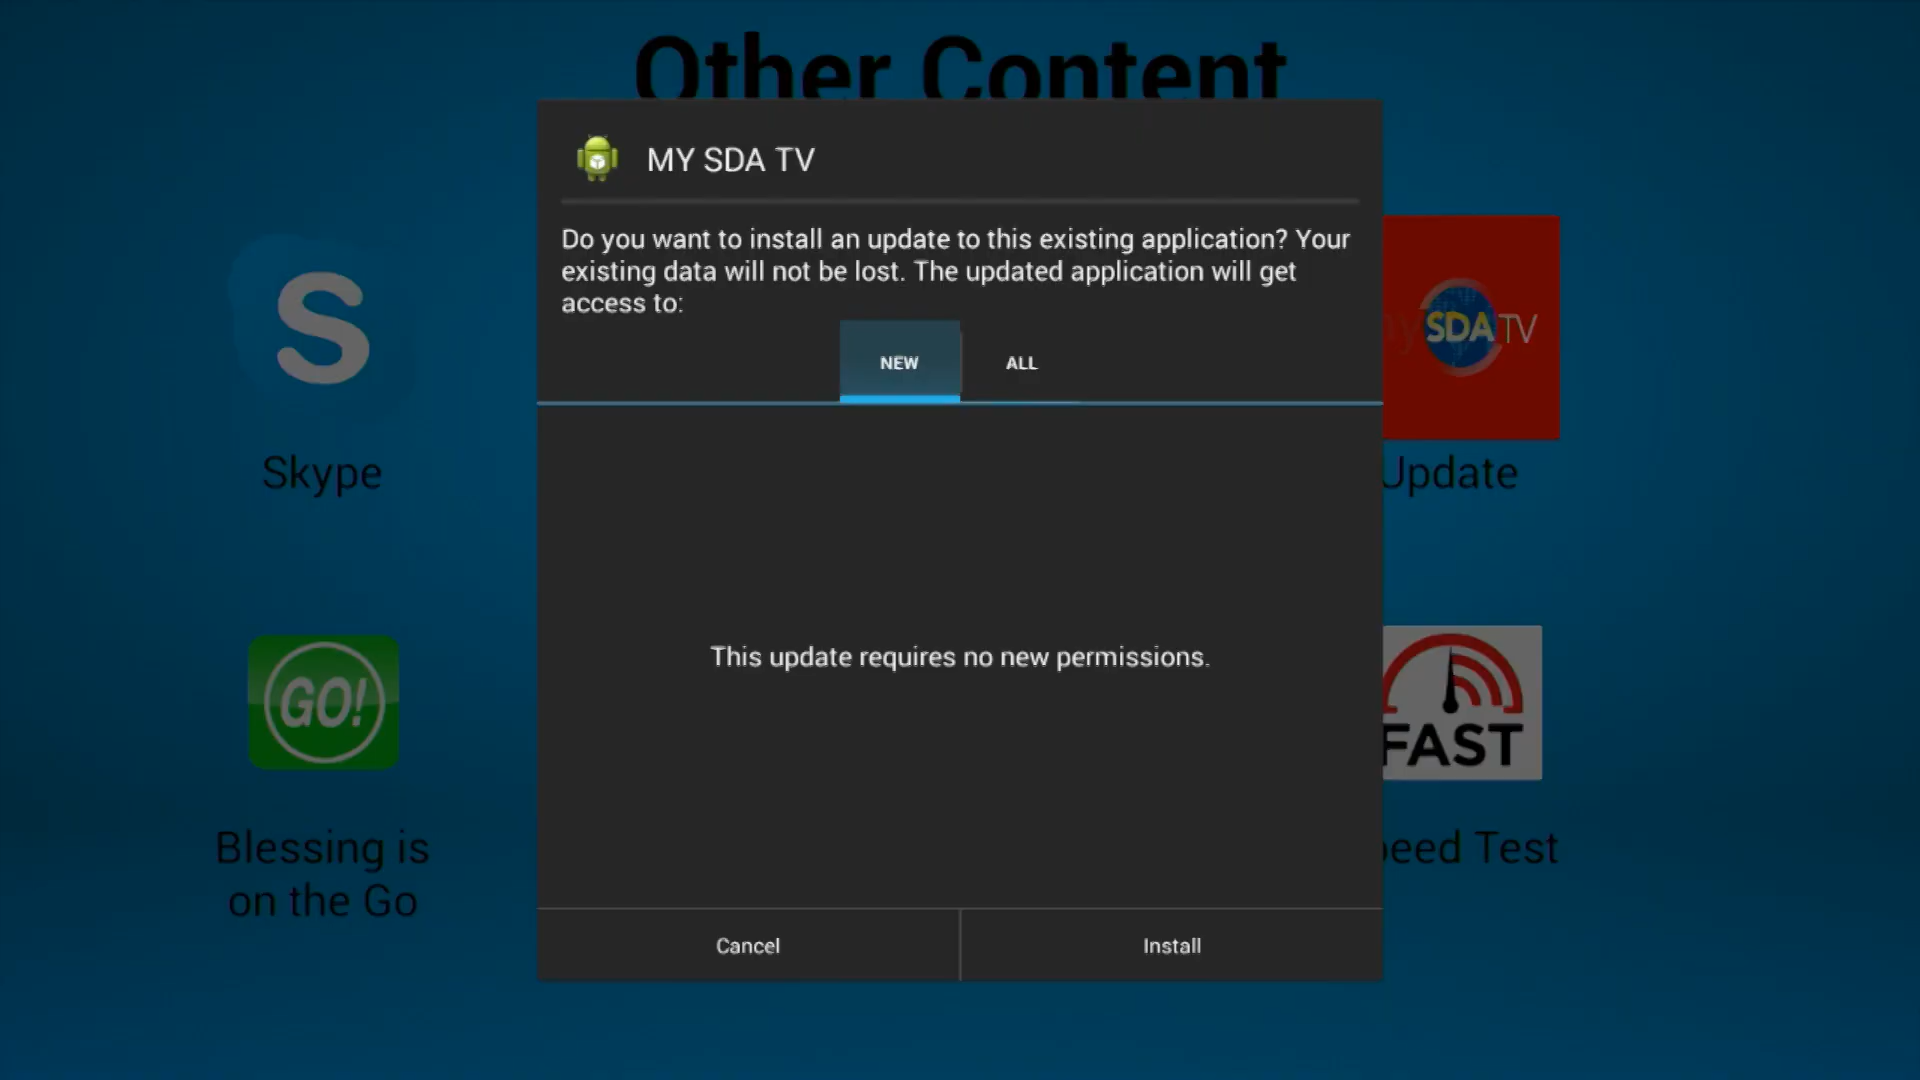 Other Content
MY SDA TV
Do you want to install an update to this existing application? Your
existing data will not be lost. The updated application will get
access to:
NEW
ALL
This update requires no new permissions.
Cancel
Install
Skype
my SDA TV
Update
GO!
Blessing is
on the Go
FAST
peed Test